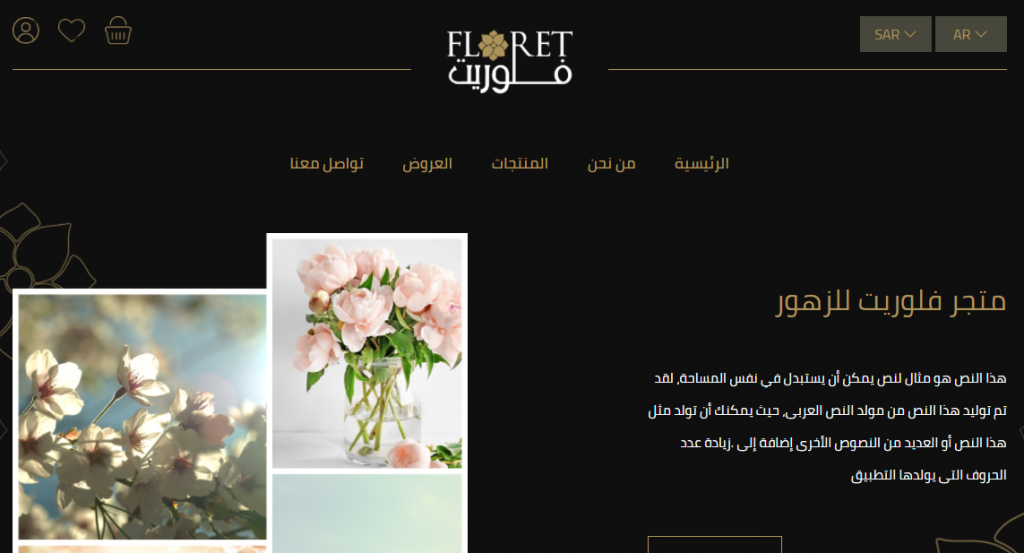 SAR
AR
FLORET
فلوريت
الرئيسية
من نحن
المنتجات
العروض
تواصل معنا
متجر فلوريت للزهور
هذا النص هو مثال لنص يمكن أن يستبدل في نفس المساحة، لقد
تم توليد هذا النص من مولد النص العربى، حيث يمكنك أن تولد مثل
هذا النص أو العديد من النصوص الأخرى إضافة إلى .زيادة عدد
الحروف التى يولدها التطبيق